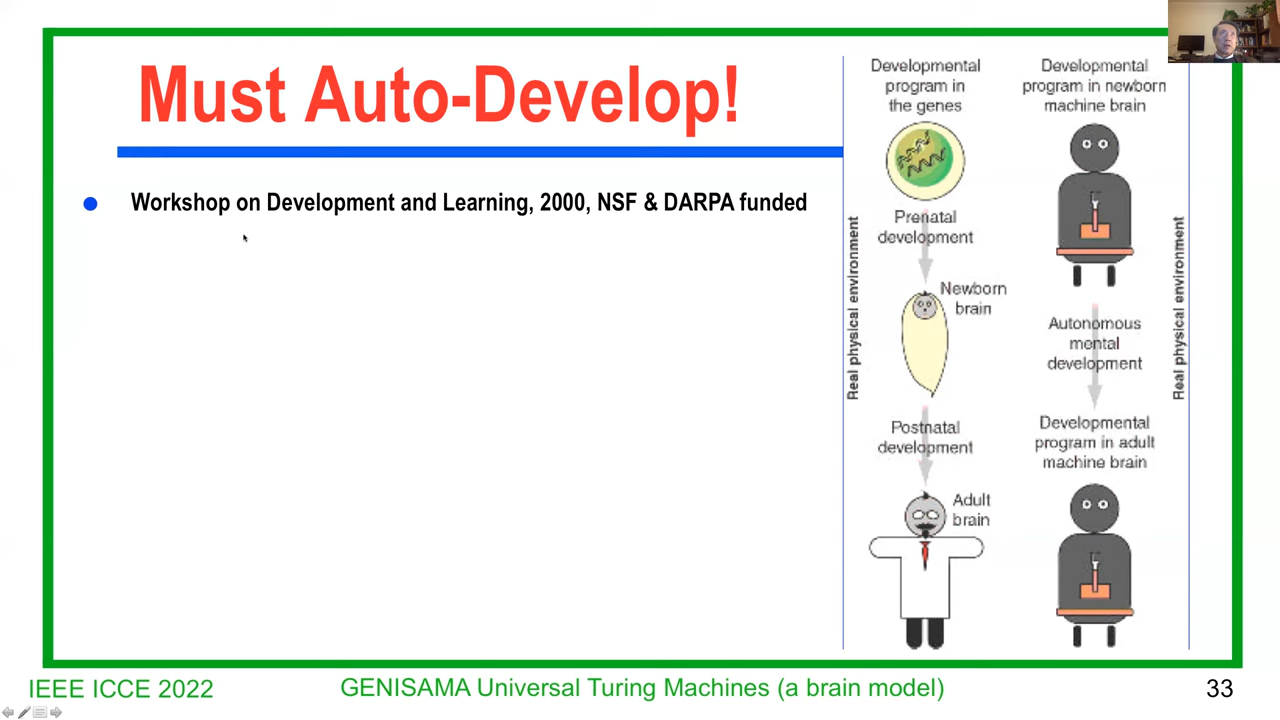 Must Auto-Develop!
Workshop on Development and Learning, 2000, NSF & DARPA funded
Developmental
program in
the genes
Prenatal
development
Newborn
brain
Postnatal
development
Adult
brain
Real physical environment
Developmental
program in newborn
machine brain
Autonomous
mental
development
Developmental
program in adult
machine brain
Real physical environment
IEEE ICCE 2022
GENISAMA Universal Turing Machines (a brain model)
33